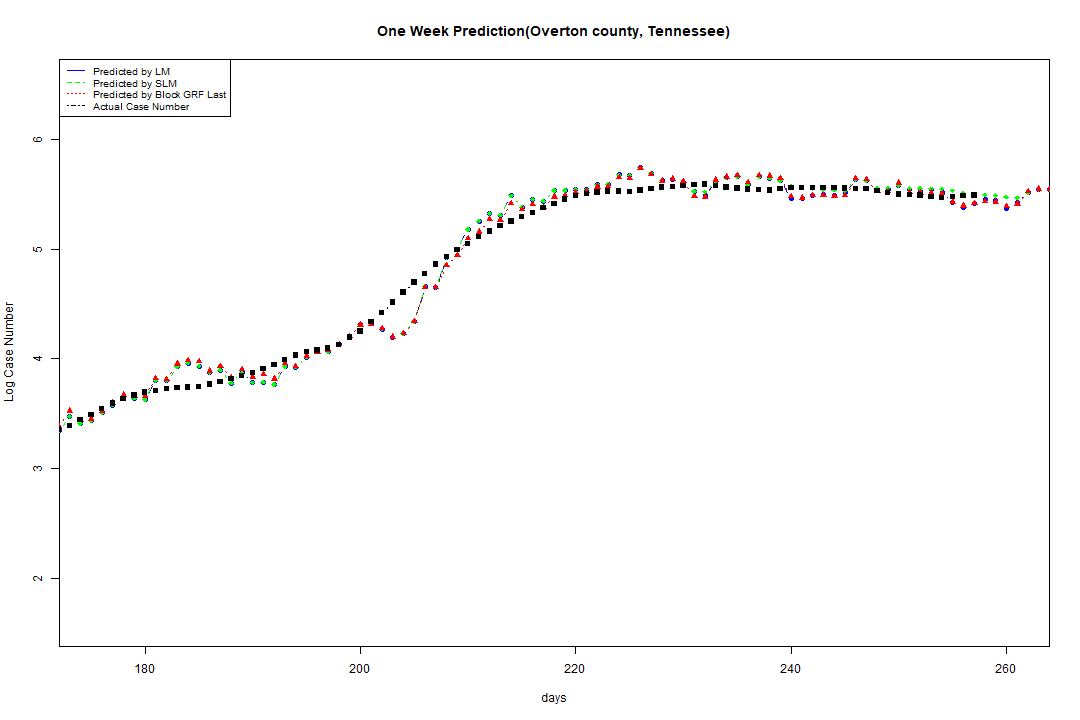 One Week Prediction(Overton county, Tennessee)
Predicted by LM
Predicted by SLM
Predicted by Block GRF Last
Actual Case Number
6
5
4
3
2
Log Case Number
180 200 220 240 260
days